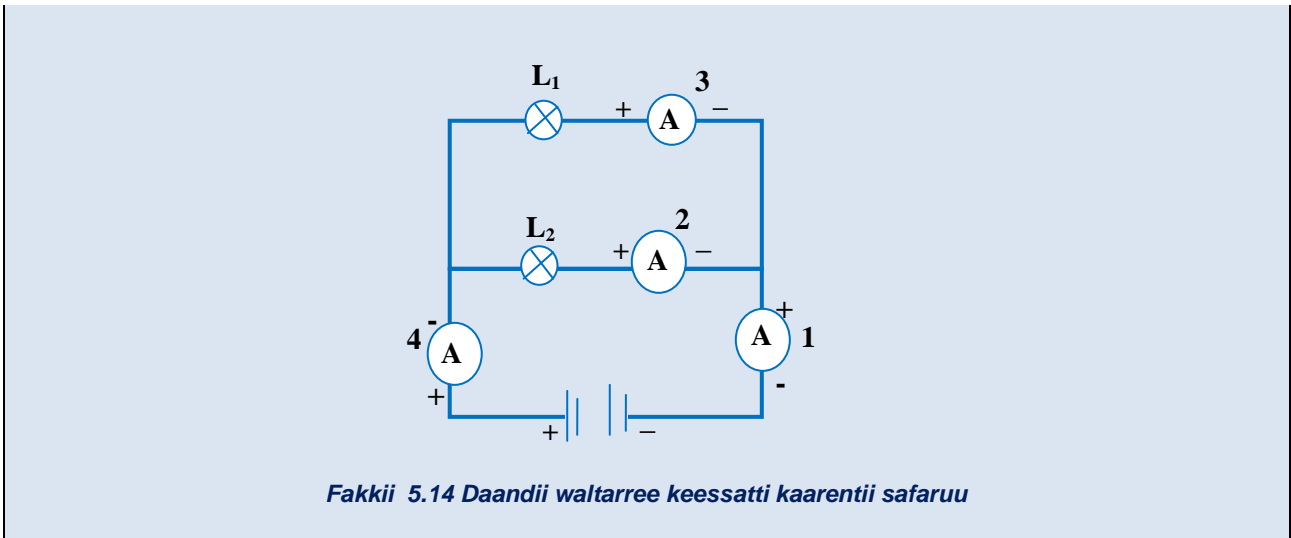 L₁
3
+ A –
L₂
2
+ A –
4
-
A
+
+
A 1
-
+ –
Fakkii 5.14 Daandii waltarree keessatti kaarentii safaruu